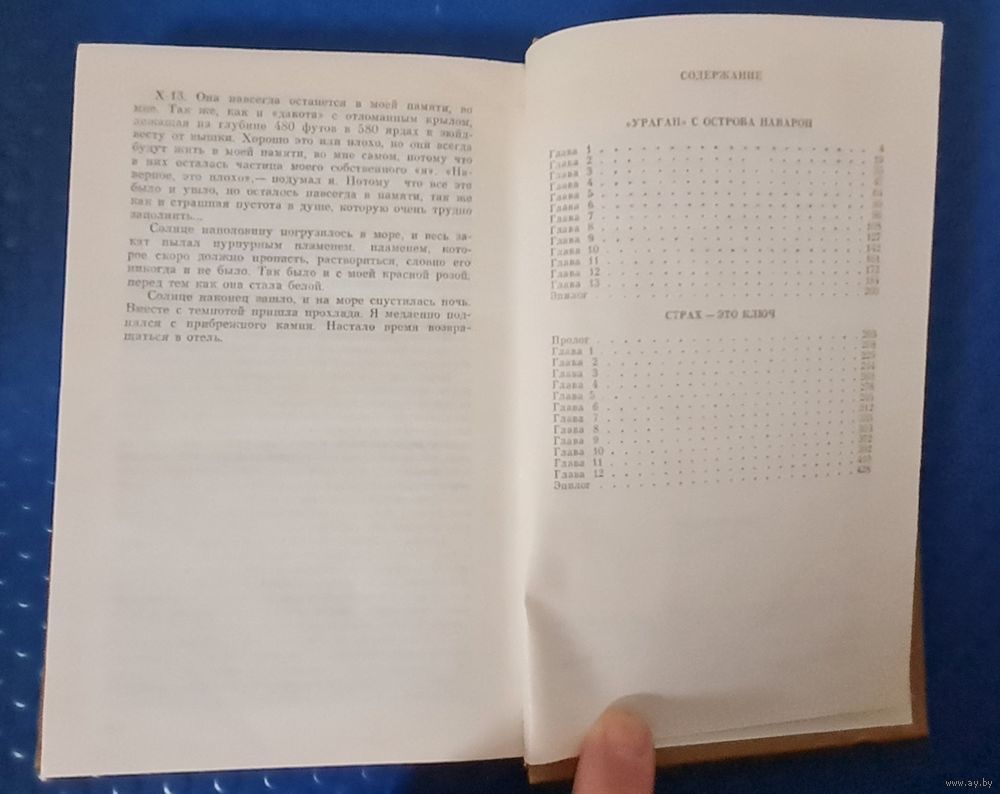 Х-13. Она навсегда останется в моей памяти, во
мне. Так же, как и «дакота» с отломанным крылом,
лежащая на глубине 480 футов в 580 ярдах к зюйд-
весту от вышки. Хорошо это или плохо, но они всегда
будут жить в моей памяти, во мне самом, потому что
в них осталась частица моего собственного «я». «На-
верное, это плохо»,— подумал я. Потому что все это
было и ушло, но осталось навсегда в памяти, так же
как и страшная пустота в душе, которую очень трудно
заполнить...
Солнце наполовину погрузилось в море, и весь за-
кат пылал пурпурным пламенем, пламенем, кото-
рое скоро должно пропасть, раствориться, словно его
никогда и не было. Так было и с моей красной розой,
перед тем как она стала белой.
Солнце наконец зашло, и на море спустилась ночь.
Вместе с темнотой пришла прохлада. Я медленно под-
нялся с прибрежного камня. Настало время возвра-
щаться в отель.
СОДЕРЖАНИЕ
«УРАГАН» С ОСТРОВА НАВАРОН
Глава 1 . . . . . . . . . . . . . . 4
Глава 2
Глава 3
Глава 4
Глава 5
Глава 6
Глава 7
Глава 8
Глава 9 . . . . . . . . . . . . . . 127
Глава 10 . . . . . . . . . . . . . . 142
Глава 11
Глава 12 . . . . . . . . . . . . . . 172
Глава 13
Эпилог
СТРАХ — ЭТО КЛЮЧ
Пролог
Глава 1
Глава 2
Глава 3
Глава 4
Глава 5
Глава 6
Глава 7
Глава 8
Глава 9
Глава 10
Глава 11
Глава 12
Эпилог . . . . . . . . . . . . . . 428
www.ay.by